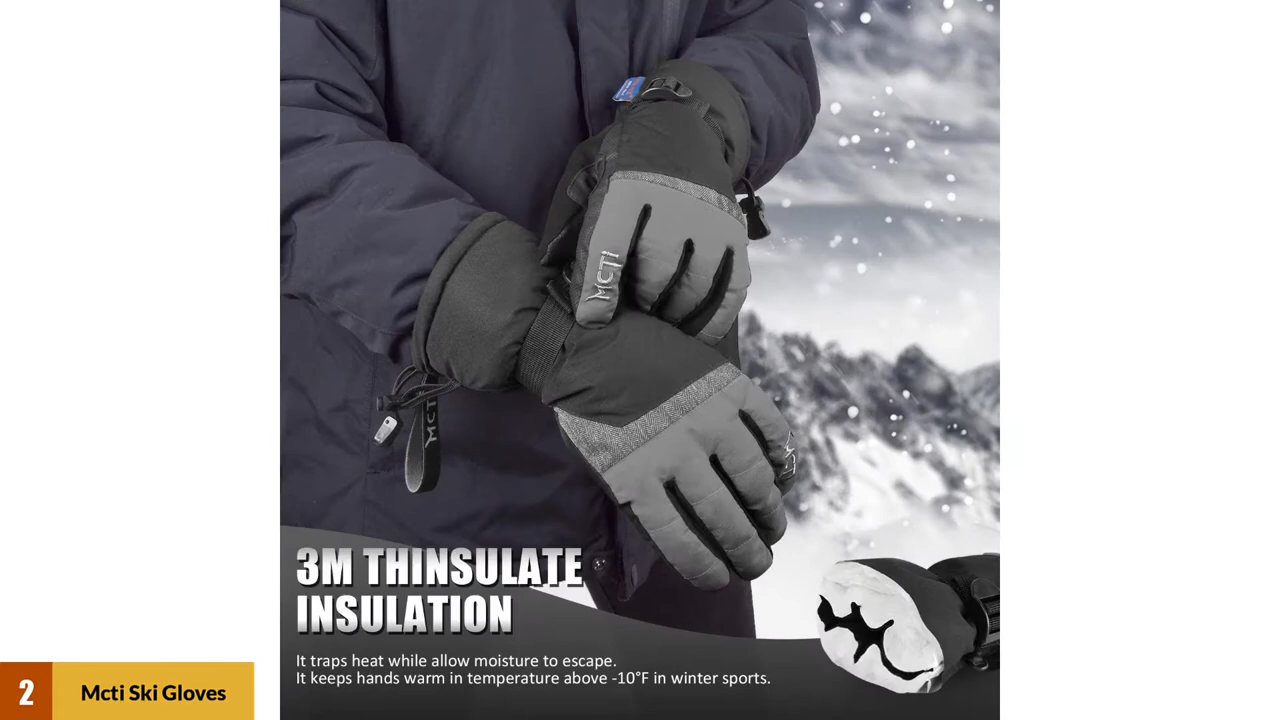 MCTi
MCTi
3M THINSULATE
INSULATION
It traps heat while allow moisture to escape.
It keeps hands warm in temperature above -10°F in winter sports.
2
Mcti Ski Gloves